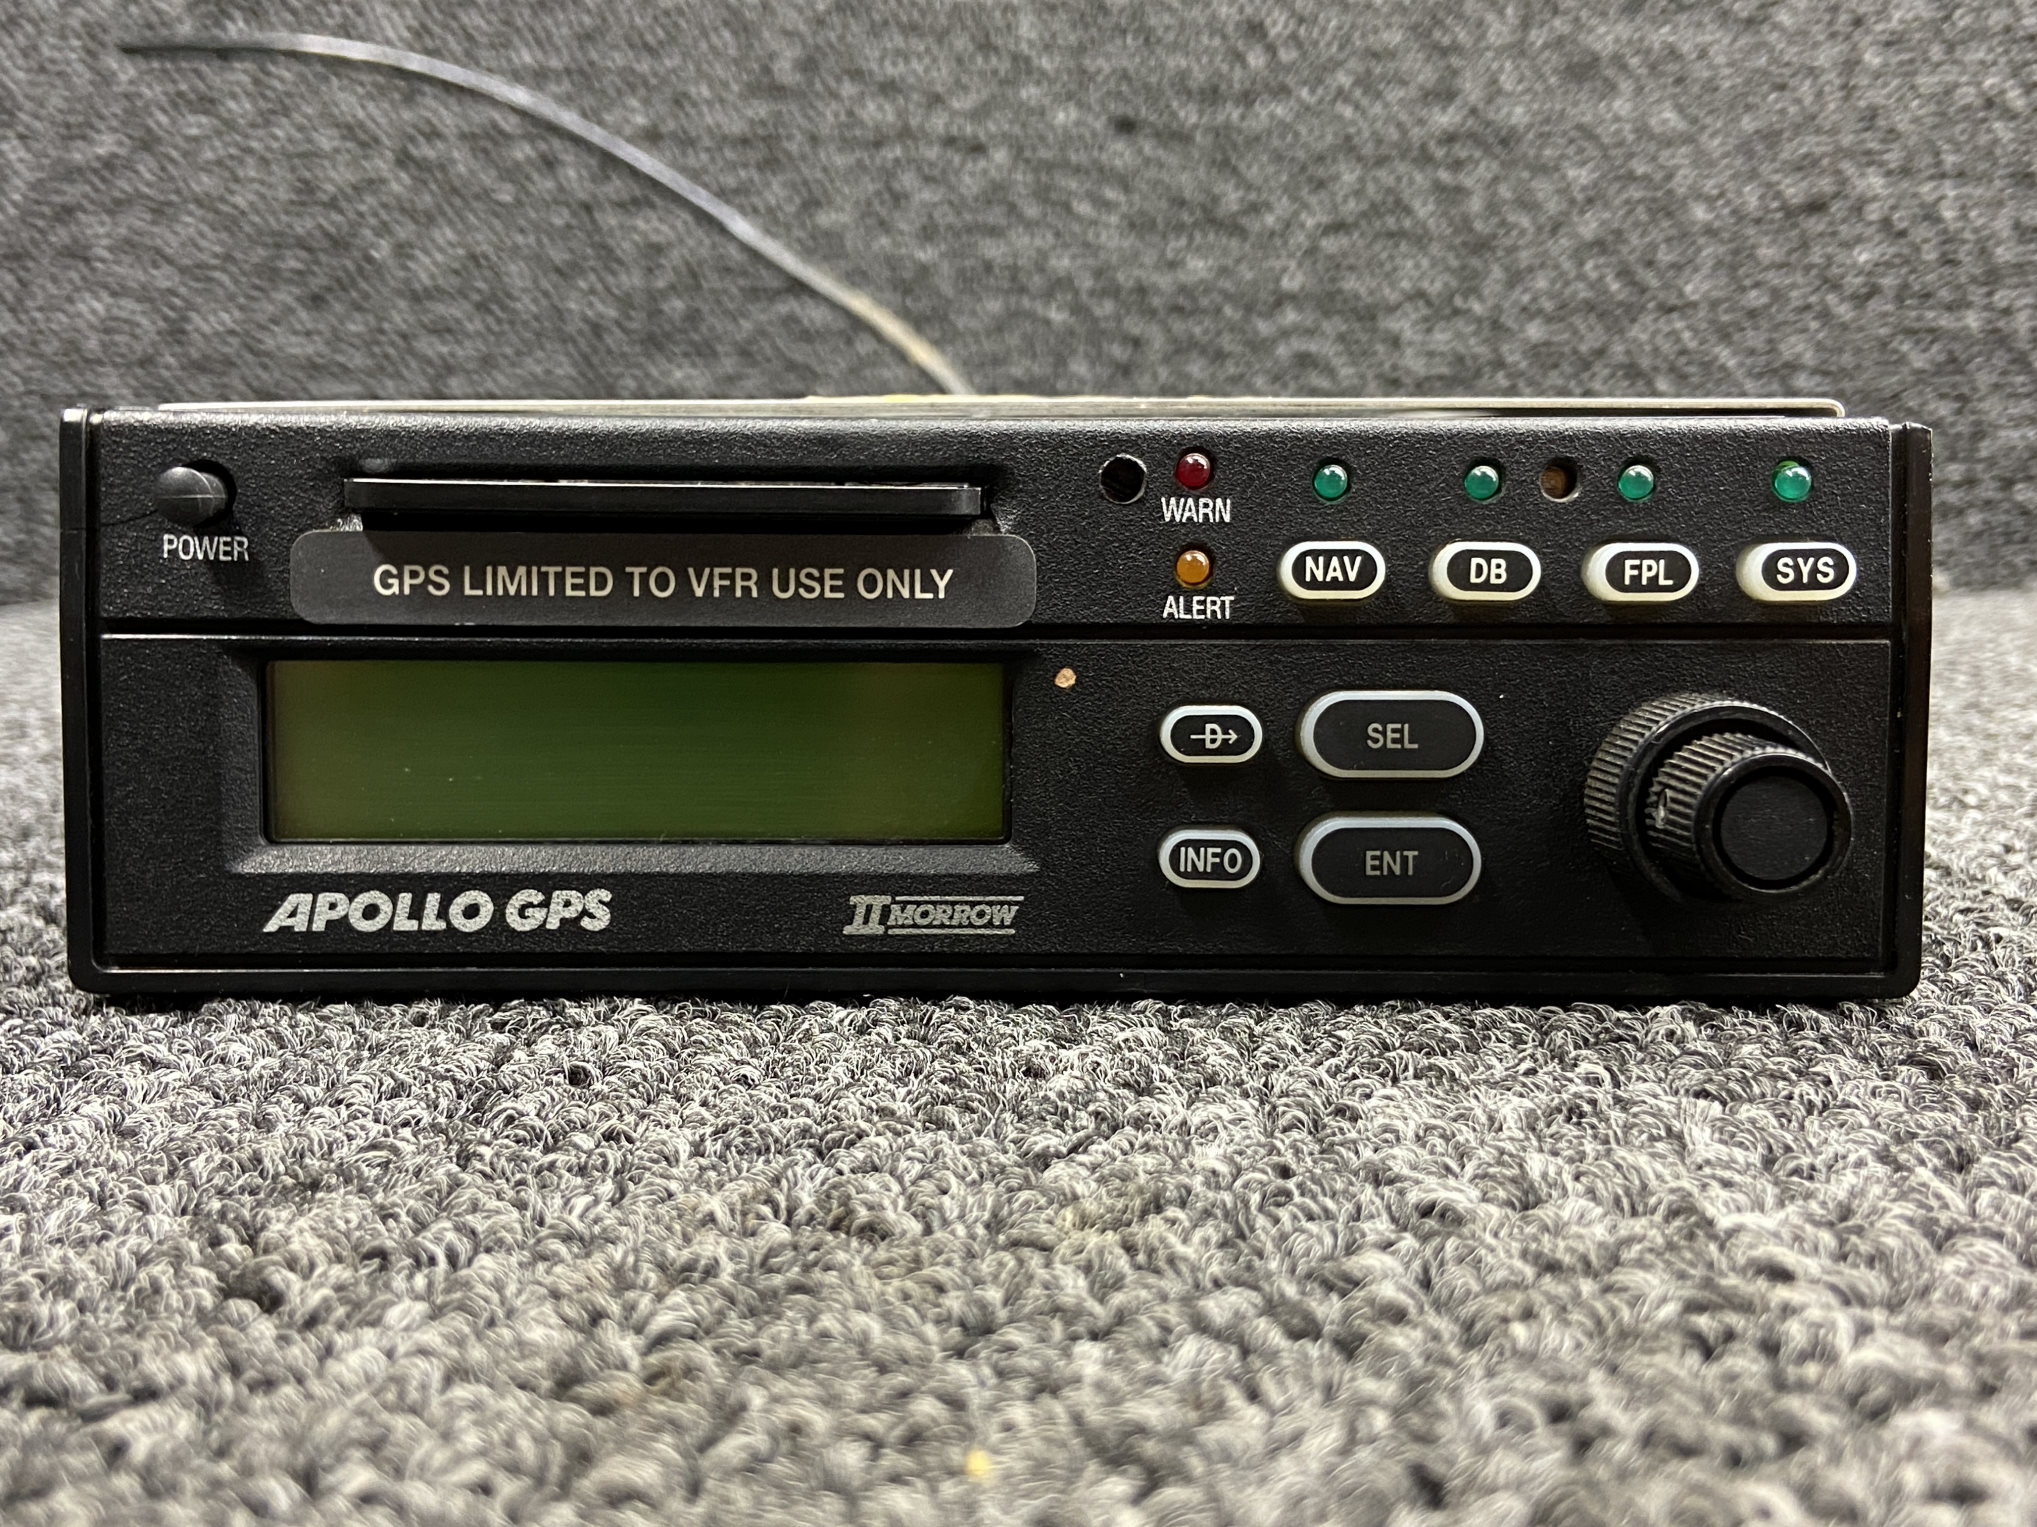 POWER
GPS LIMITED TO VFR USE ONLY
WARN
ALERT
NAV
DB
FPL
SYS
D
SEL
INFO
ENT
APOLLO GPS
II MORROW